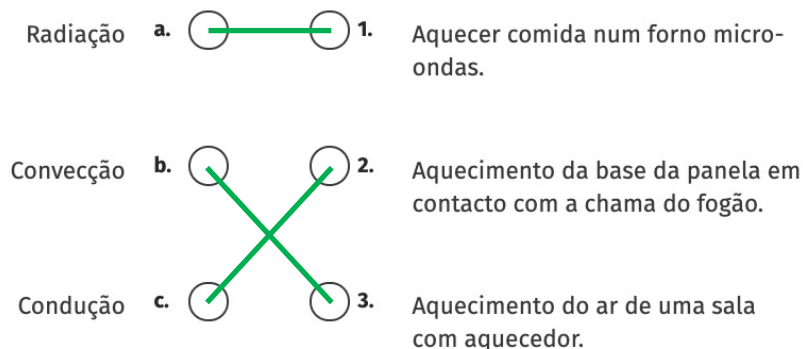 Radiação a. 1. Aquecer comida num forno micro-
ondas.
Convecção b. 2. Aquecimento da base da panela em
contacto com a chama do fogão.
Condução c. 3. Aquecimento do ar de uma sala
com aquecedor.